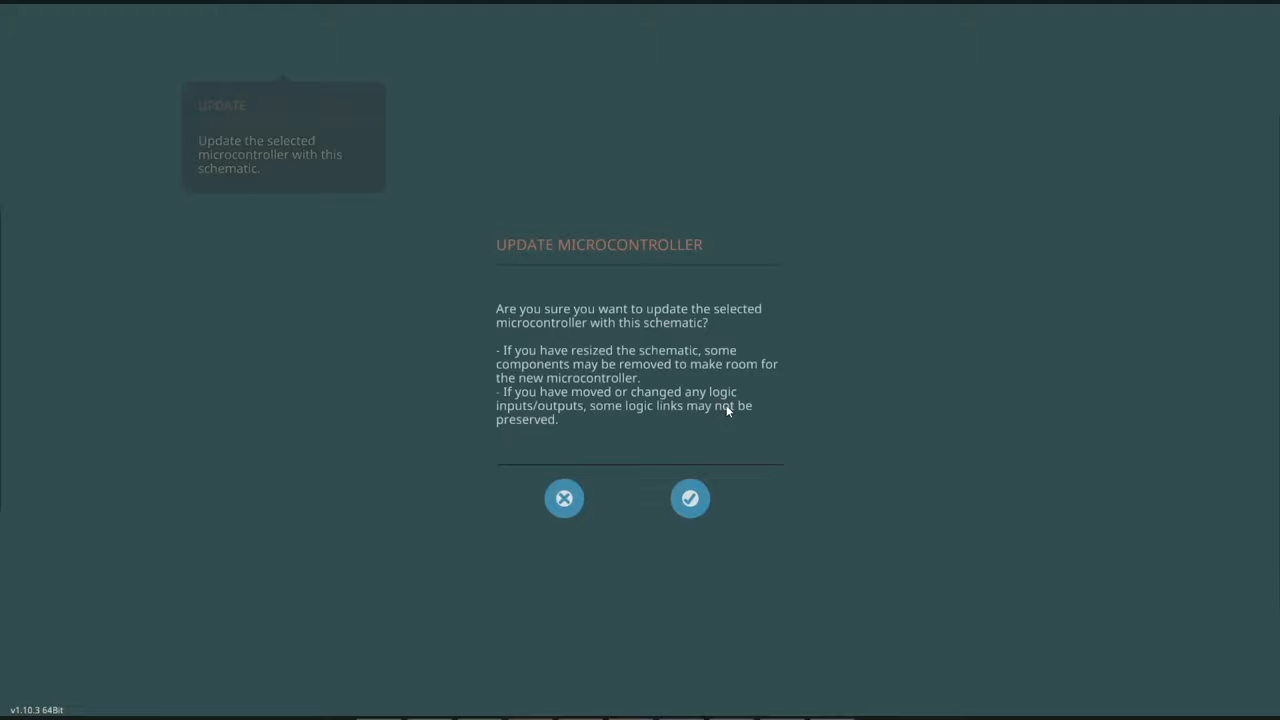 UPDATE
Update the selected
microcontroller with this
schematic.
UPDATE MICROCONTROLLER
Are you sure you want to update the selected
microcontroller with this schematic?
- If you have resized the schematic, some
components may be removed to make room for
the new microcontroller.
- If you have moved or changed any logic
inputs/outputs, some logic links may not be
preserved.
v1.10.3 64Bit